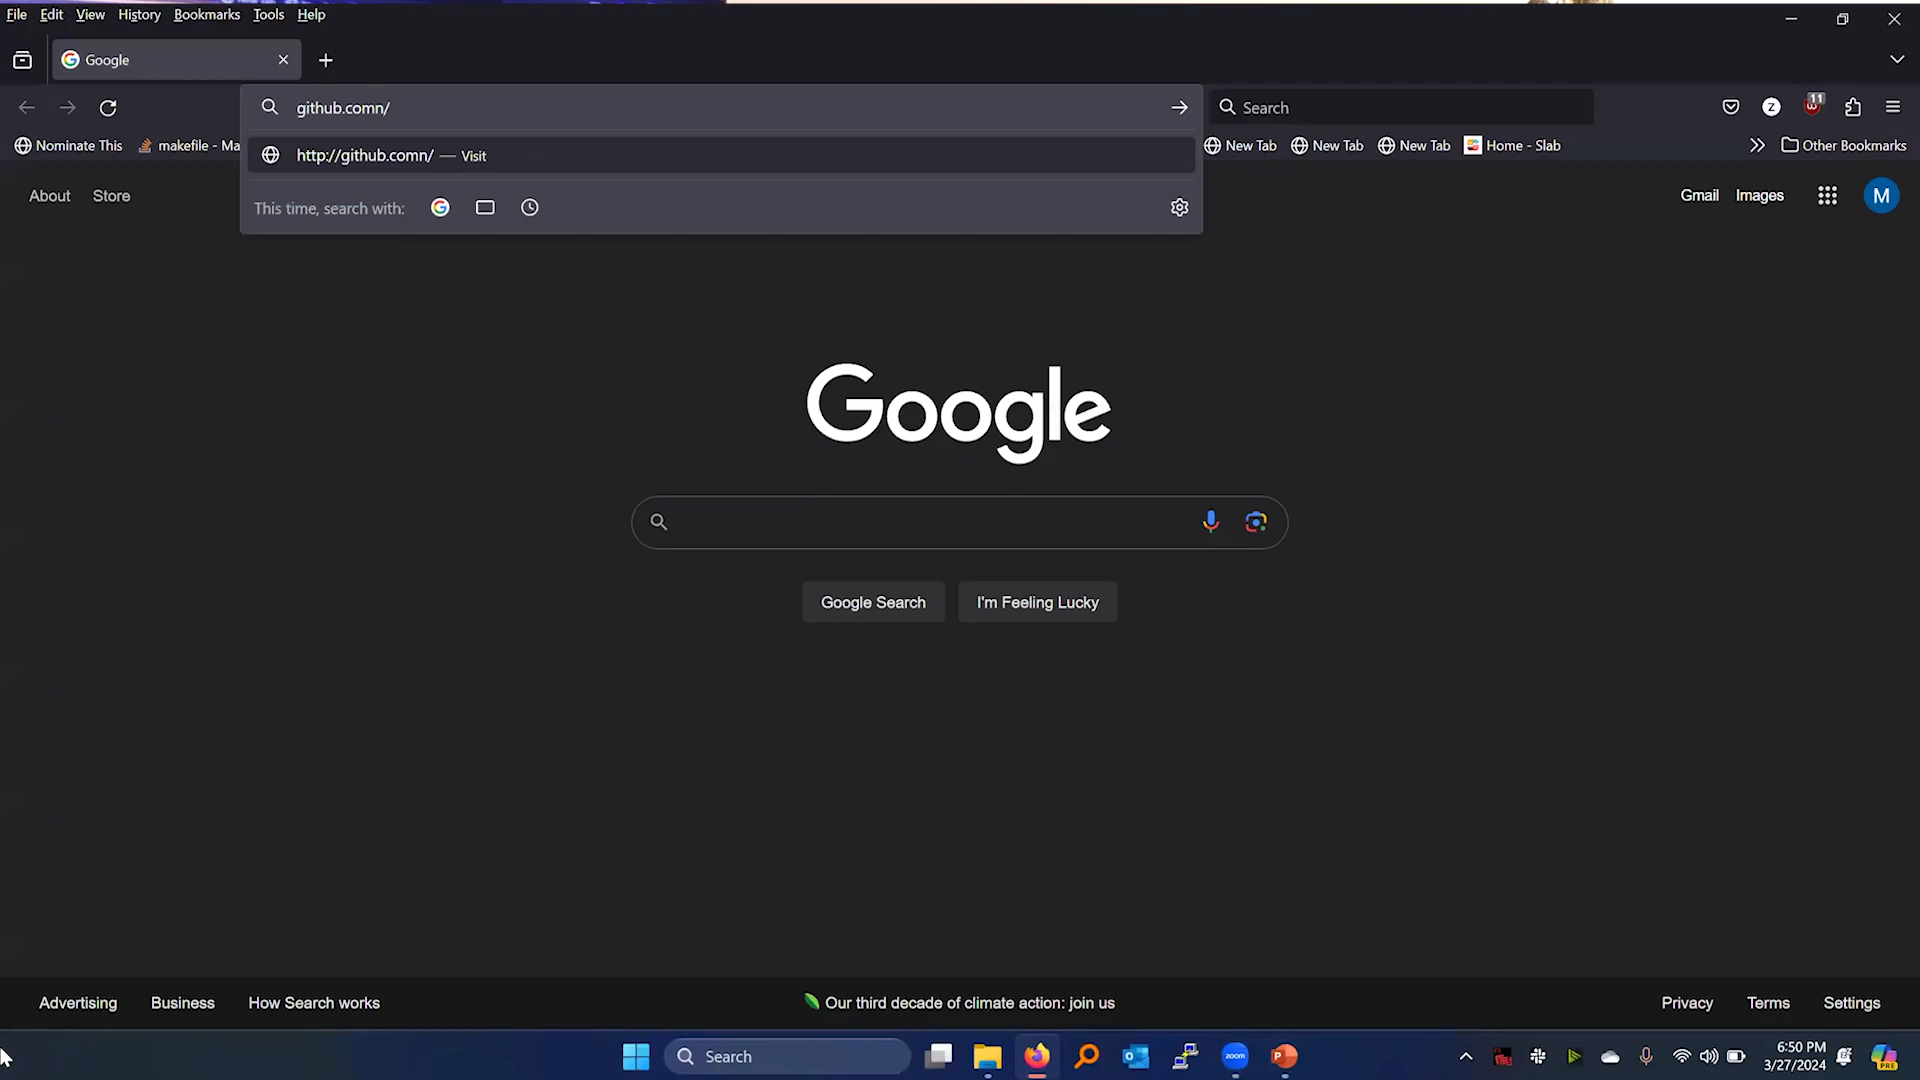 File Edit View History Bookmarks Tools Help
Google
github.comn/
Search
11
Z
Nominate This
makefile - Ma
http://github.comn/ — Visit
New Tab
New Tab
New Tab
Home - Slab
Other Bookmarks
This time, search with:
About
Store
Gmail
Images
M
Google
Google Search
I'm Feeling Lucky
Advertising
Business
How Search works
Our third decade of climate action: join us
Privacy
Terms
Settings
Search
zoom
6:50 PM
3/27/2024
PRE